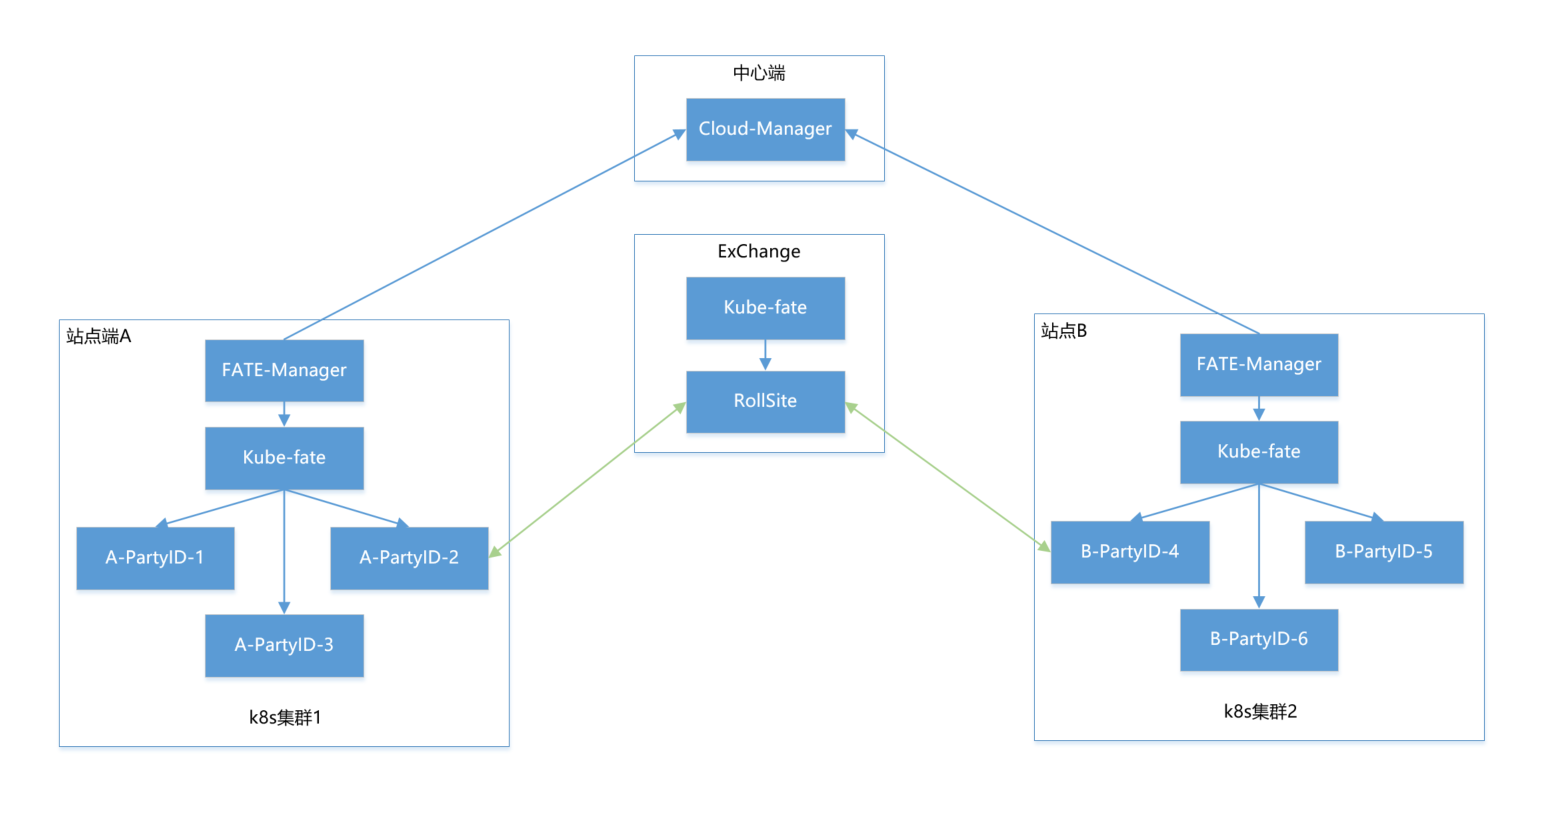 中心端
Cloud-Manager
ExChange
Kube-fate
RollSite
站点端A
FATE-Manager
Kube-fate
A-PartyID-1
A-PartyID-2
A-PartyID-3
k8s集群1
站点B
FATE-Manager
Kube-fate
B-PartyID-4
B-PartyID-5
B-PartyID-6
k8s集群2